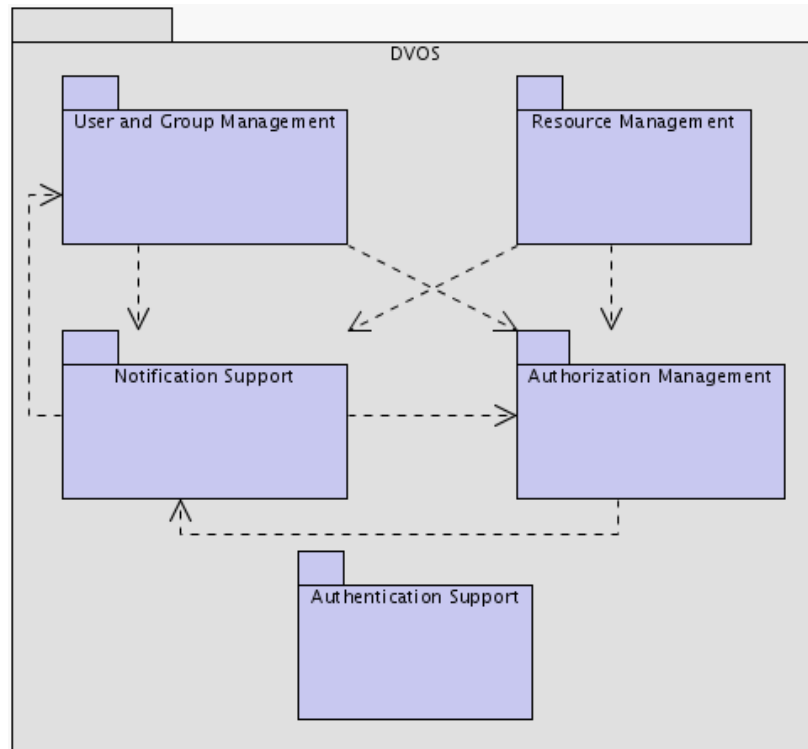 DVOS
User and Group Management
Resource Management
Notification Support
Authorization Management
Authentication Support